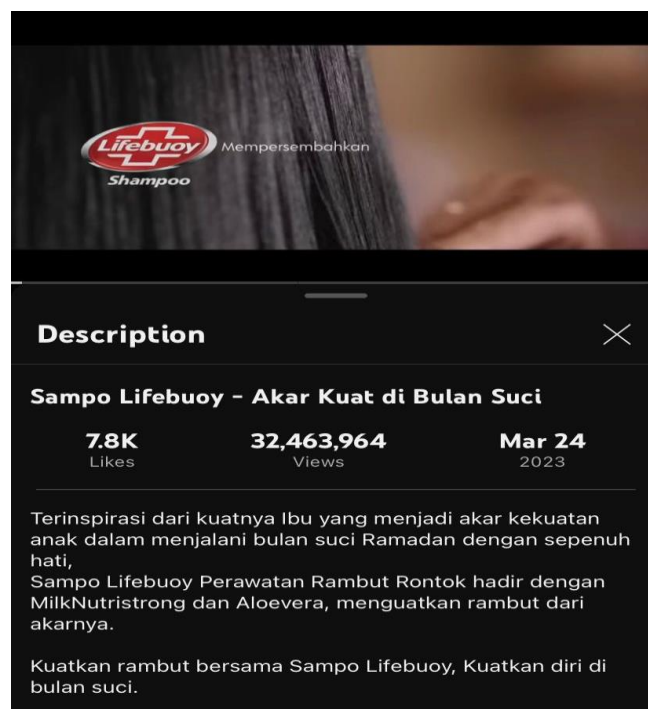 Lifebuoy
Mempersembahkan
Shampoo
Description
Sampo Lifebuoy - Akar Kuat di Bulan Suci
7.8K 32,463,964 Mar 24
Likes Views 2023
Terinspirasi dari kuatnya Ibu yang menjadi akar kekuatan
anak dalam menjalani bulan suci Ramadan dengan sepenuh
hati,
Sampo Lifebuoy Perawatan Rambut Rontok hadir dengan
MilkNutristrong dan Aloevera, menguatkan rambut dari
akarnya.
Kuatkan rambut bersama Sampo Lifebuoy, Kuatkan diri di
bulan suci.